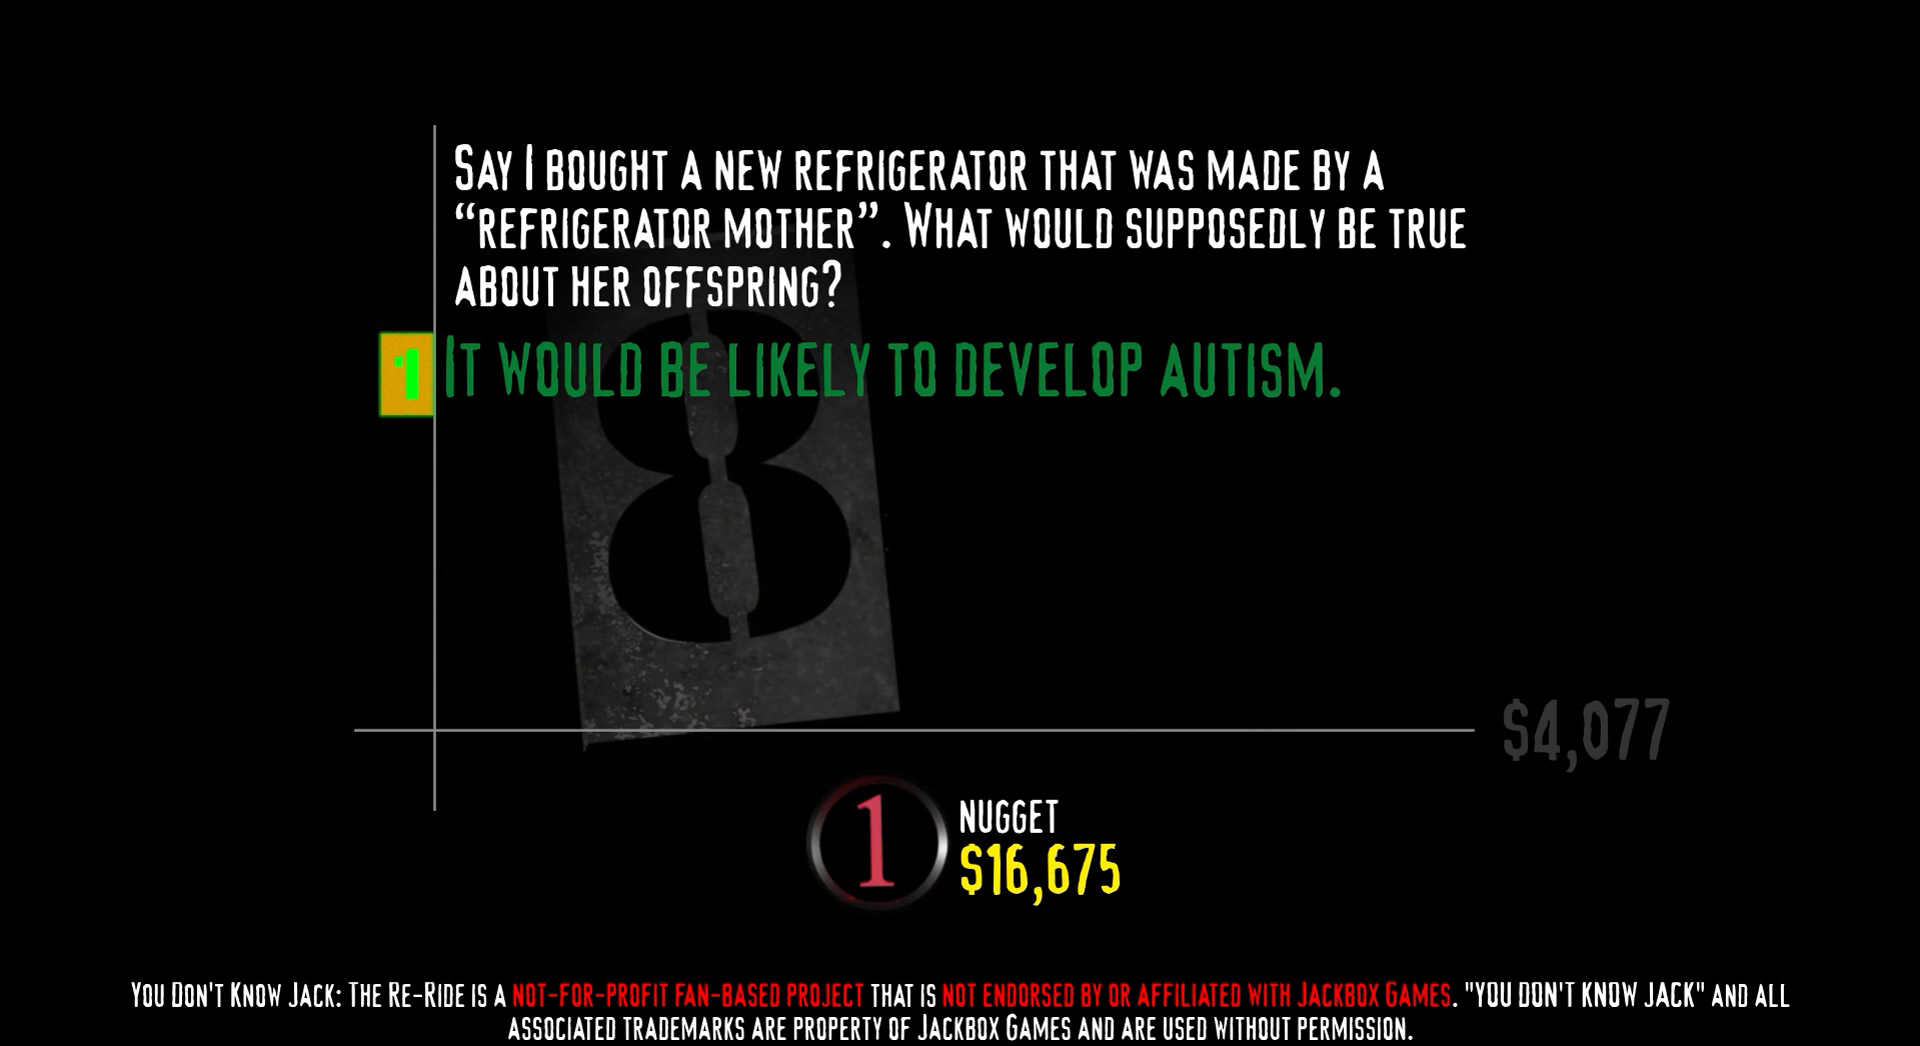 Say I bought a new refrigerator that was made by a
“refrigerator mother”. What would supposedly be true
about her offspring?
1 It would be likely to develop autism.
8
$4,077
1 NUGGET
$16,675
You Don't Know Jack: The Re-Ride is a not-for-profit fan-based project that is not endorsed by or affiliated with Jackbox Games. "YOU DON'T KNOW JACK" and all
associated trademarks are property of Jackbox Games and are used without permission.